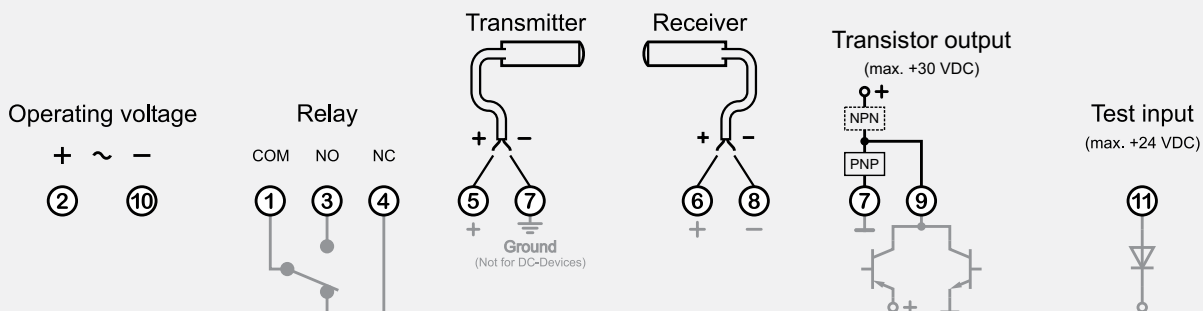 Transmitter
Receiver
Transistor output
(max. +30 VDC)
+
NPN
PNP
Operating voltage
+ ~ −
Relay
COM NO NC
+ −
+ −
Test input
(max. +24 VDC)
2 10 1 3 4 5 7 6 8 7 9 11
+
+ −
Ground
(Not for DC-Devices)
+